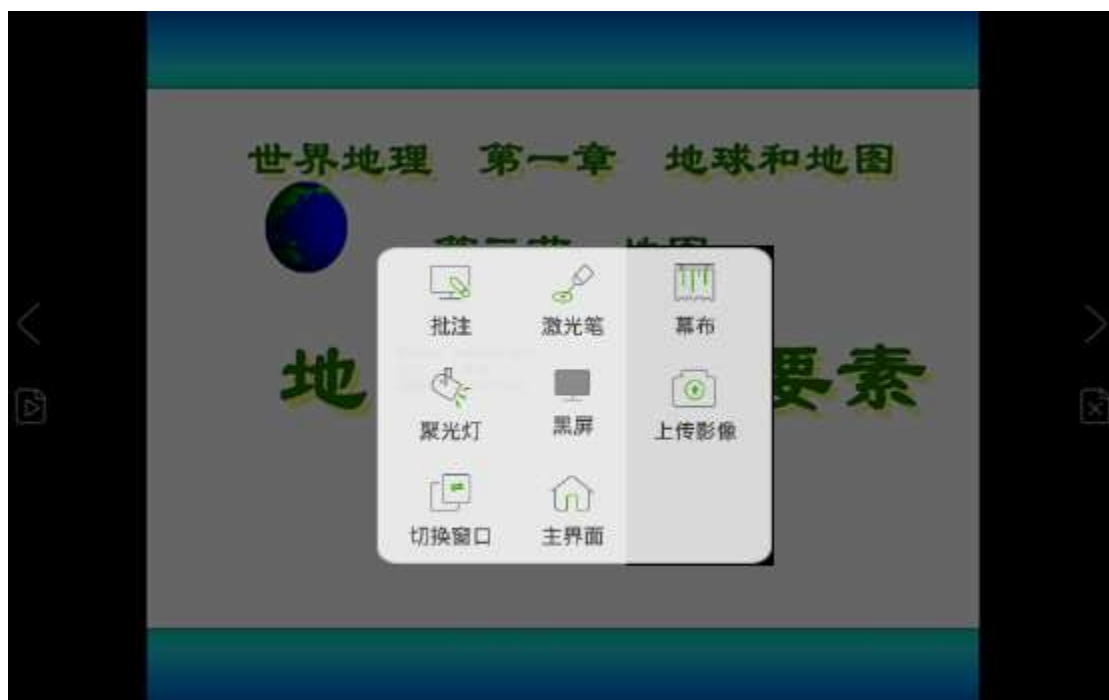 世界地理 第一章 地球和地图
地 要素
批注 激光笔 幕布
聚光灯 黑屏 上传影像
切换窗口 主界面